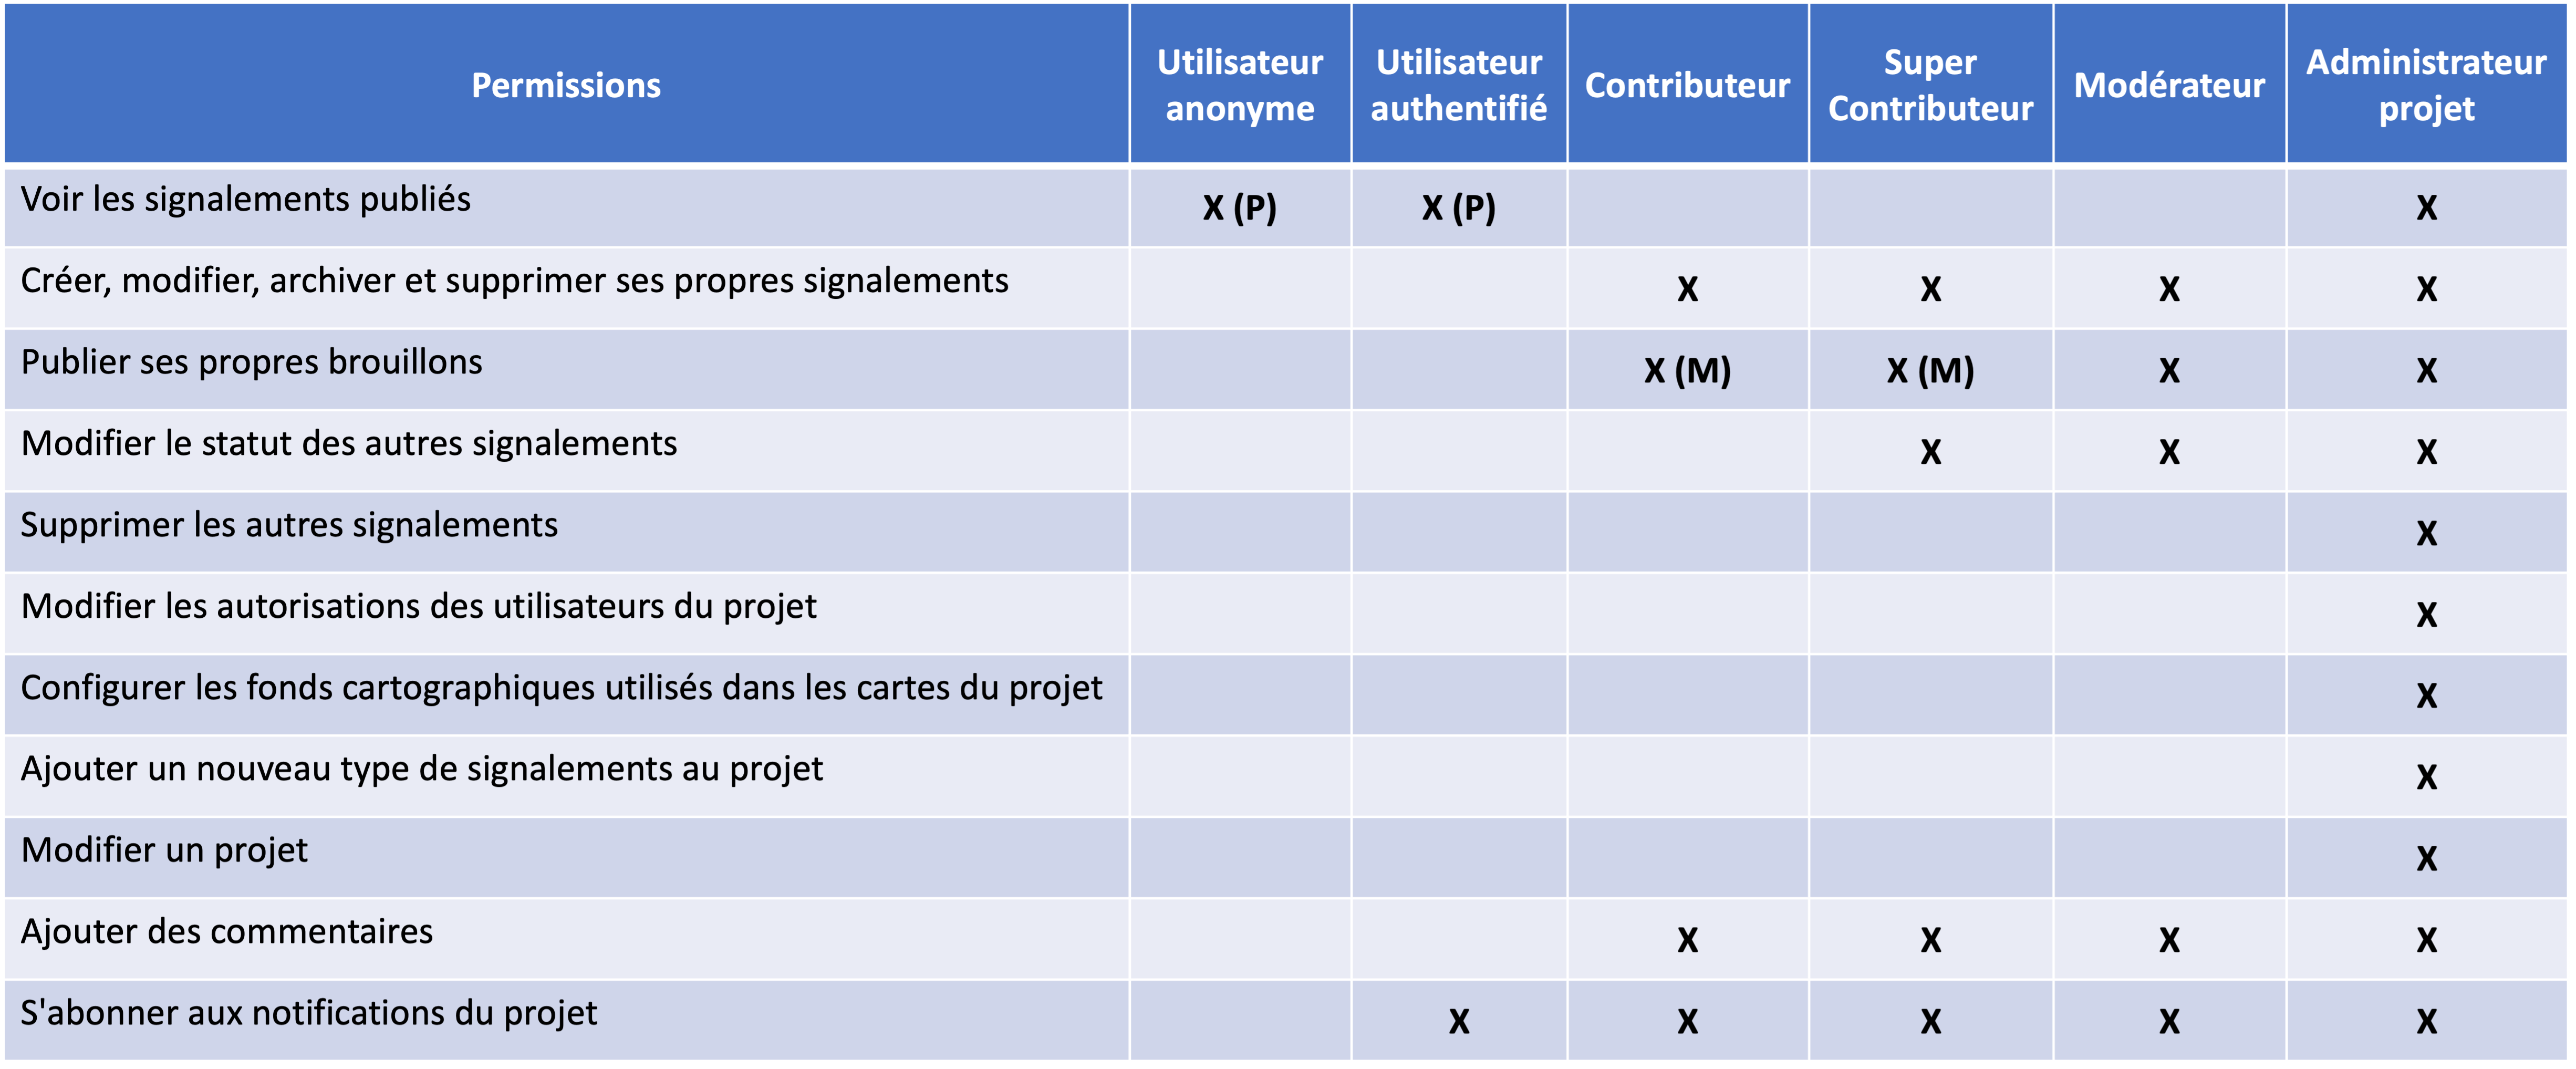 Permissions
Utilisateur
anonyme
Utilisateur
authentifié
Contributeur
Super
Contributeur
Modérateur
Administrateur
projet
Voir les signalements publiés X (P) X (P) X
Créer, modifier, archiver et supprimer ses propres signalements X X X X
Publier ses propres brouillons X (M) X (M) X X
Modifier le statut des autres signalements X X X
Supprimer les autres signalements X
Modifier les autorisations des utilisateurs du projet X
Configurer les fonds cartographiques utilisés dans les cartes du projet X
Ajouter un nouveau type de signalements au projet X
Modifier un projet X
Ajouter des commentaires X X X X
S'abonner aux notifications du projet X X X X X